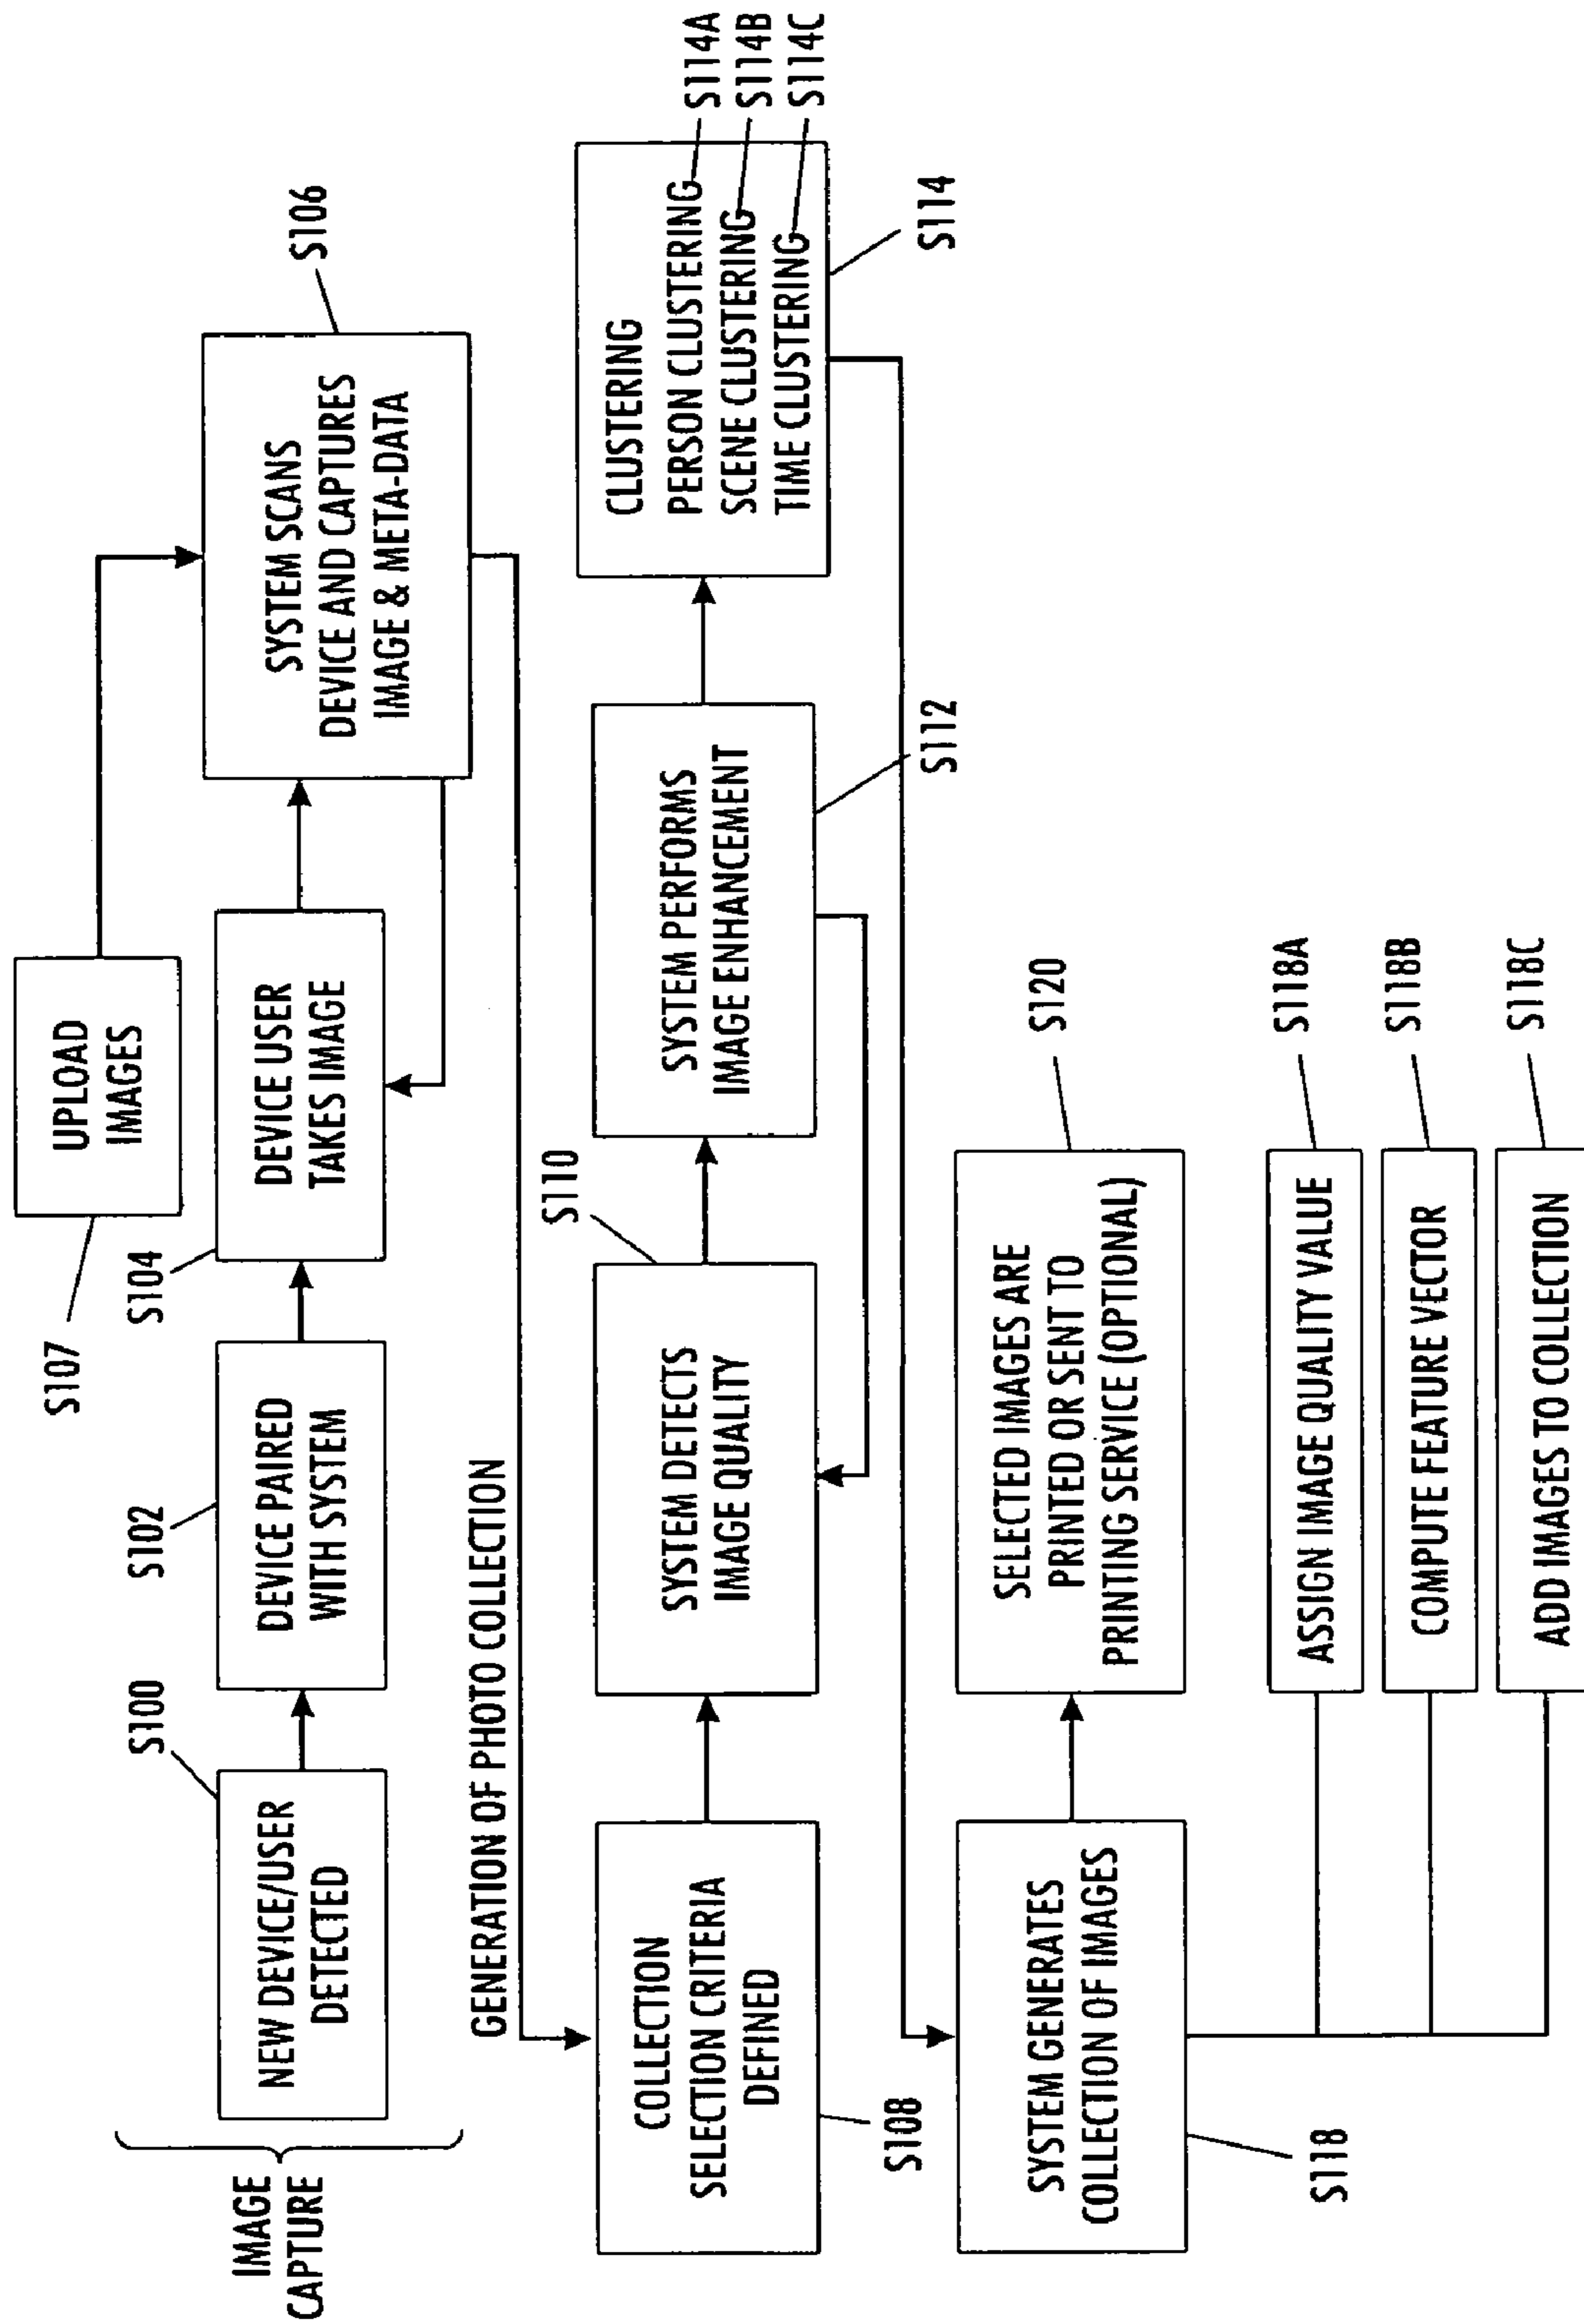 IMAGE
CAPTURE
S100
NEW DEVICE/USER
DETECTED
S102
DEVICE PAIRED
WITH SYSTEM
S104
DEVICE USER
TAKES IMAGE
S107
UPLOAD
IMAGES
S106
SYSTEM SCANS
DEVICE AND CAPTURES
IMAGE & META-DATA
GENERATION OF PHOTO COLLECTION
COLLECTION
SELECTION CRITERIA
DEFINED
S108
S110
SYSTEM DETECTS
IMAGE QUALITY
SYSTEM PERFORMS
IMAGE ENHANCEMENT
S112
CLUSTERING
PERSON CLUSTERING
SCENE CLUSTERING
TIME CLUSTERING
S114A
S114B
S114C
S114
SYSTEM GENERATES
COLLECTION OF IMAGES
S118
SELECTED IMAGES ARE
PRINTED OR SENT TO
PRINTING SERVICE (OPTIONAL)
S120
ASSIGN IMAGE QUALITY VALUE
S118A
COMPUTE FEATURE VECTOR
S118B
ADD IMAGES TO COLLECTION
S118C